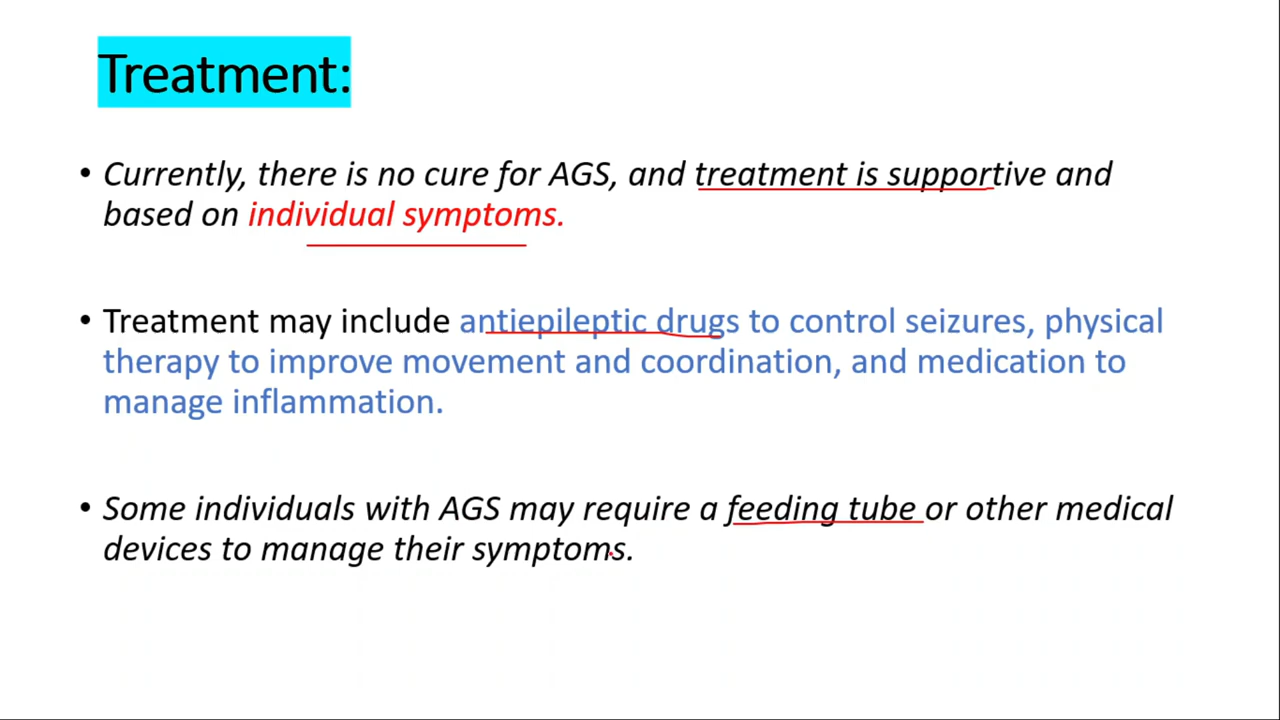 Treatment:
• Currently, there is no cure for AGS, and treatment is supportive and
based on individual symptoms.
• Treatment may include antiepileptic drugs to control seizures, physical
therapy to improve movement and coordination, and medication to
manage inflammation.
• Some individuals with AGS may require a feeding tube or other medical
devices to manage their symptoms.